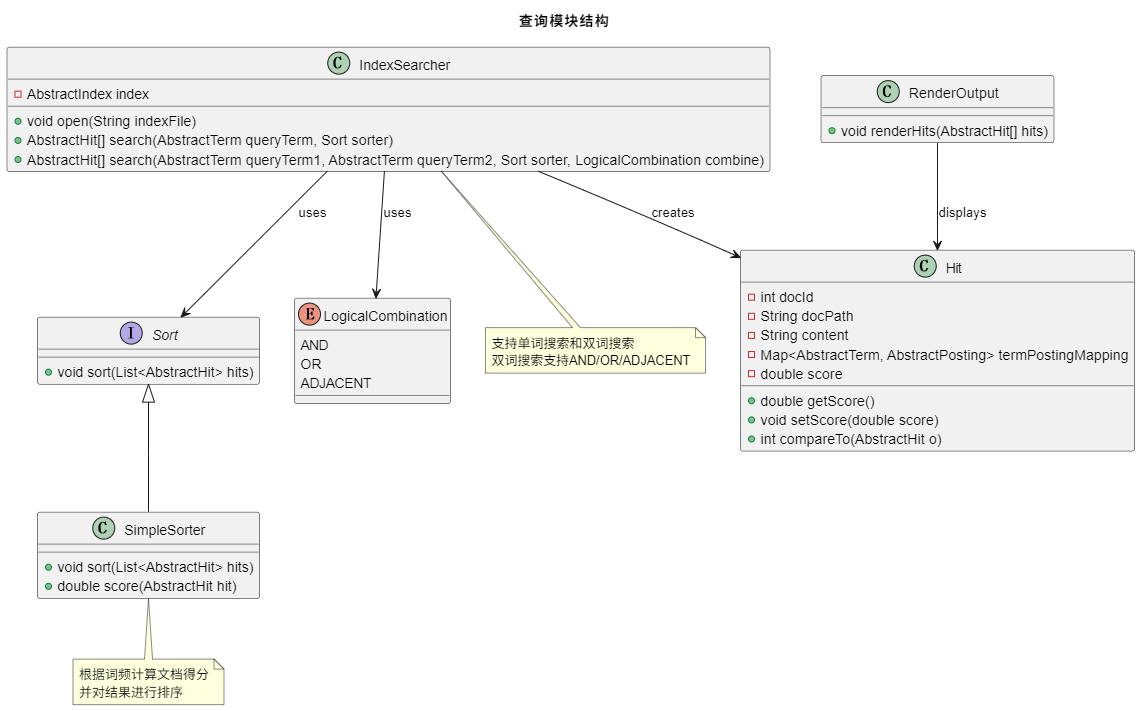 查询模块结构
C IndexSearcher
AbstractIndex index
void open(String indexFile)
AbstractHit[] search(AbstractTerm queryTerm, Sort sorter)
AbstractHit[] search(AbstractTerm queryTerm1, AbstractTerm queryTerm2, Sort sorter, LogicalCombination combine)
C RenderOutput
void renderHits(AbstractHit[] hits)
uses
uses
creates
displays
I Sort
void sort(List<AbstractHit> hits)
E LogicalCombination
AND
OR
ADJACENT
支持单词搜索和双词搜索
双词搜索支持AND/OR/ADJACENT
C Hit
int docId
String docPath
String content
Map<AbstractTerm, AbstractPosting> termPostingMapping
double score
double getScore()
void setScore(double score)
int compareTo(AbstractHit o)
C SimpleSorter
void sort(List<AbstractHit> hits)
double score(AbstractHit hit)
根据词频计算文档得分
并对结果进行排序